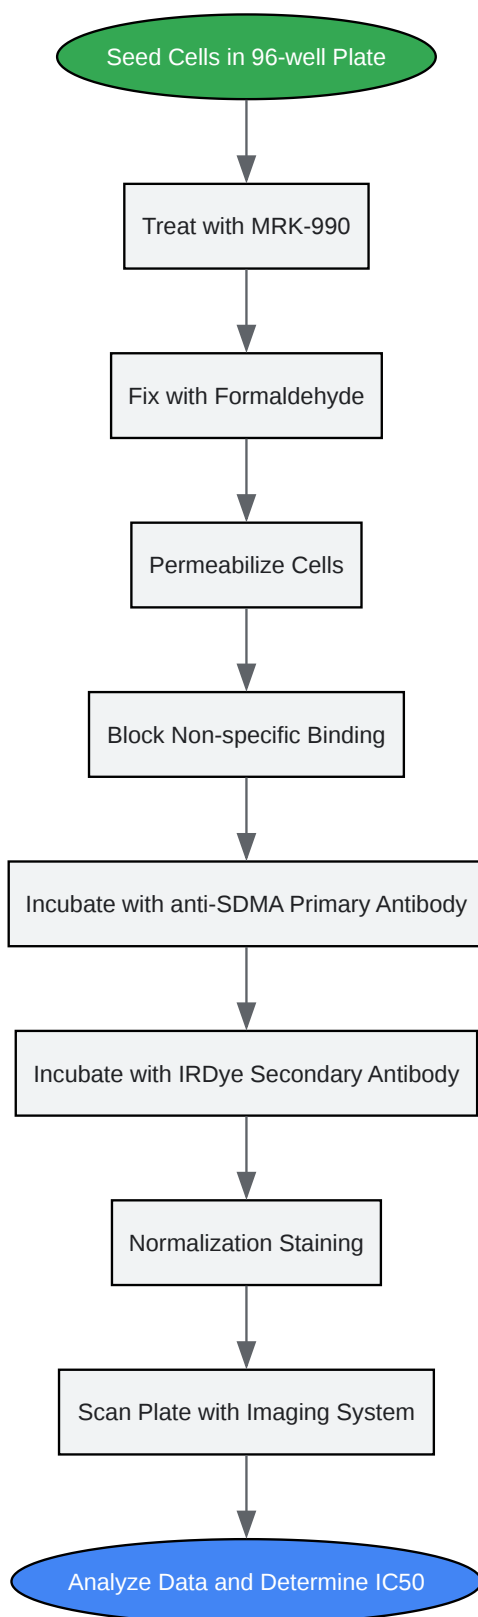 Seed Cells in 96-well Plate
Treat with MRK-990
Fix with Formaldehyde
Permeabilize Cells
Block Non-specific Binding
Incubate with anti-SDMA Primary Antibody
Incubate with IRDye Secondary Antibody
Normalization Staining
Scan Plate with Imaging System
Analyze Data and Determine IC50